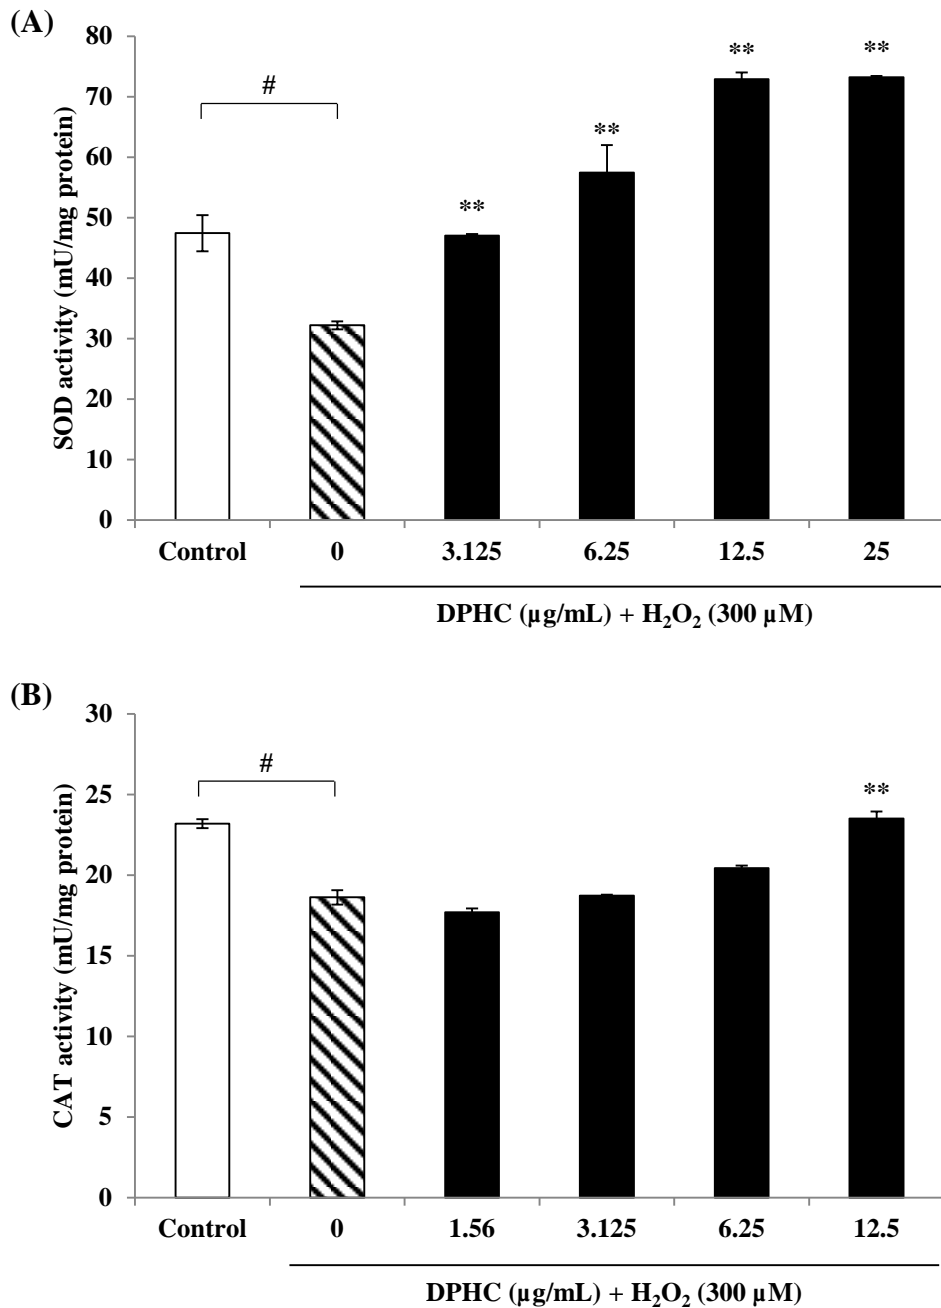 (A)
SOD activity (mU/mg protein)
80
70
60
50
40
30
20
10
0
#
**
**
**
**
Control 0 3.125 6.25 12.5 25
DPHC (µg/mL) + H₂O₂ (300 µM)
(B)
CAT activity (mU/mg protein)
30
25
20
15
10
5
0
#
**
Control 0 1.56 3.125 6.25 12.5
DPHC (µg/mL) + H₂O₂ (300 µM)